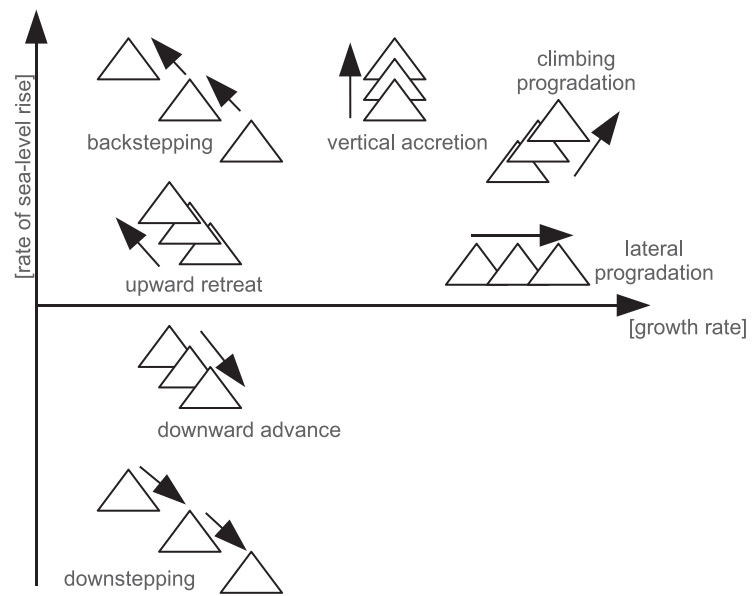 climbing
progradation
[rate of sea-level rise]
backstepping
vertical accretion
upward retreat
lateral
progradation
[growth rate]
downward advance
downstepping